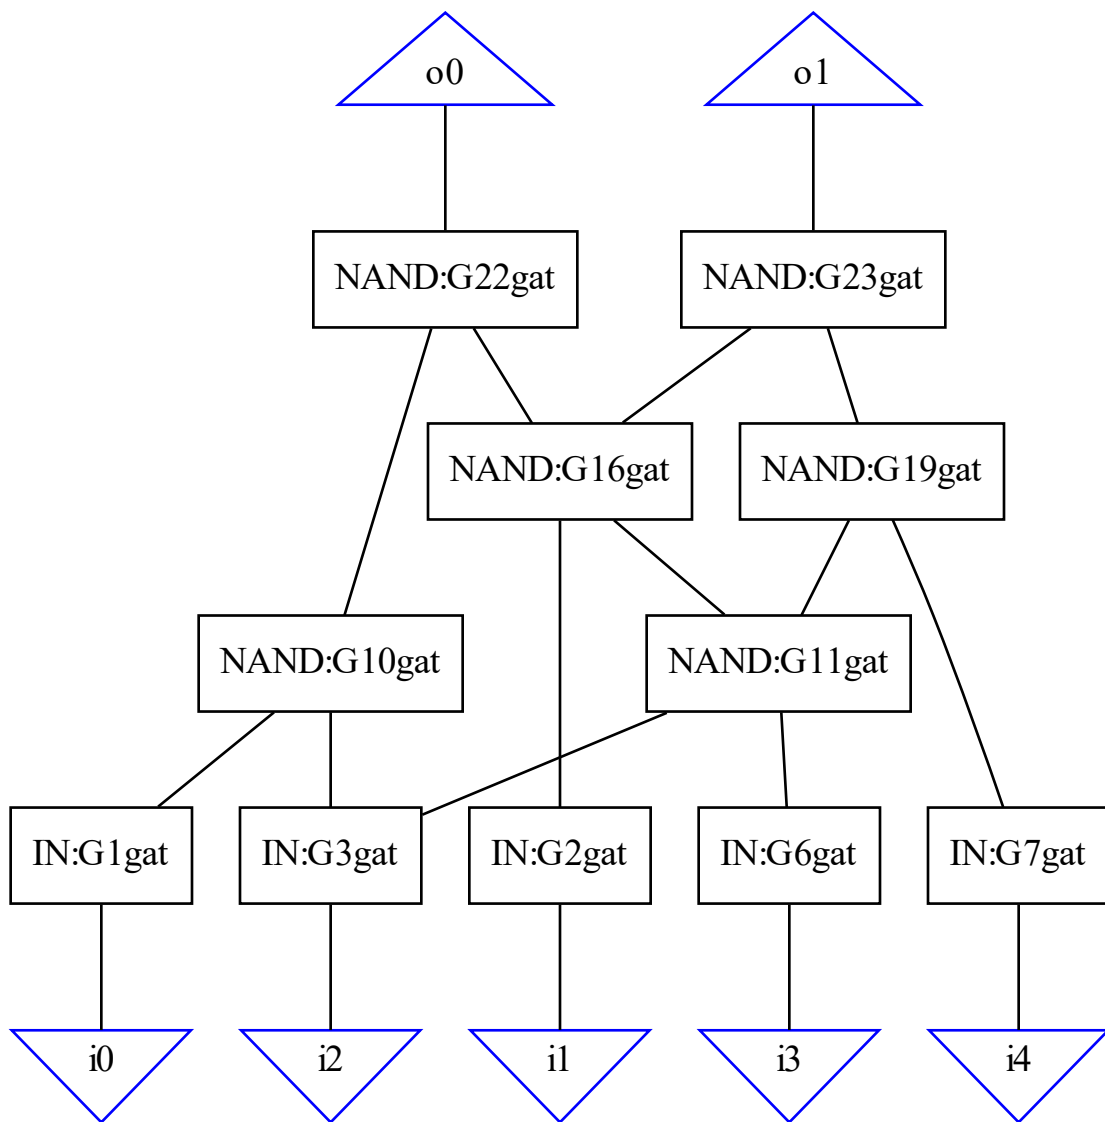 o0
o1
NAND:G22gat
NAND:G23gat
NAND:G16gat
NAND:G19gat
NAND:G10gat
NAND:G11gat
IN:G1gat
IN:G3gat
IN:G2gat
IN:G6gat
IN:G7gat
i0
i2
i1
i3
i4